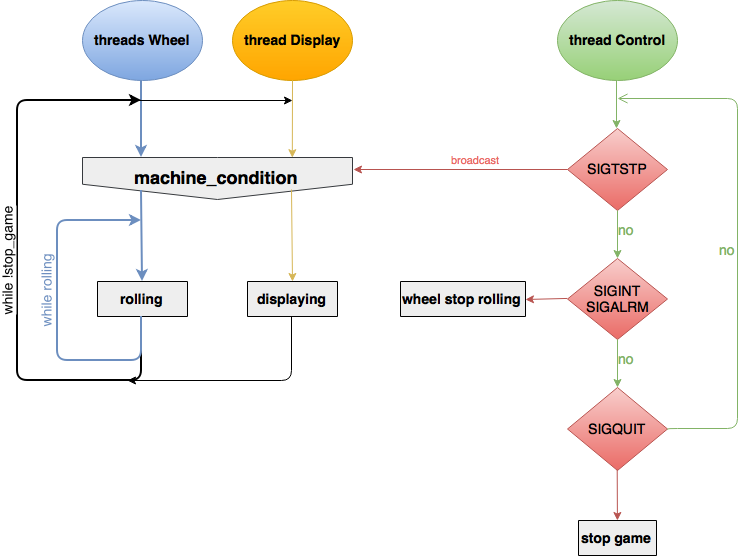 threads Wheel
thread Display
thread Control
machine_condition
broadcast
SIGTSTP
no
while !stop_game
while rolling
no
rolling
displaying
wheel stop rolling
SIGINT
SIGALRM
no
SIGQUIT
stop game